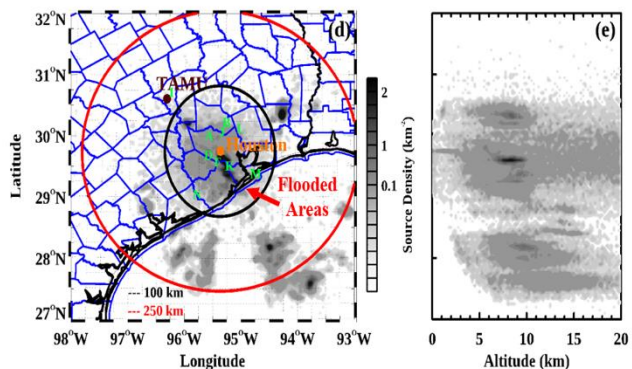 (d)
(e)
32°N
31°N
30°N
29°N
28°N
27°N
Latitude
TAMU
Houston
Flooded
Areas
--- 100 km
--- 250 km
98°W
97°W
96°W
95°W
94°W
93°W
Longitude
2
1
0.1
Source Density (km⁻²)
0
5
10
15
20
Altitude (km)